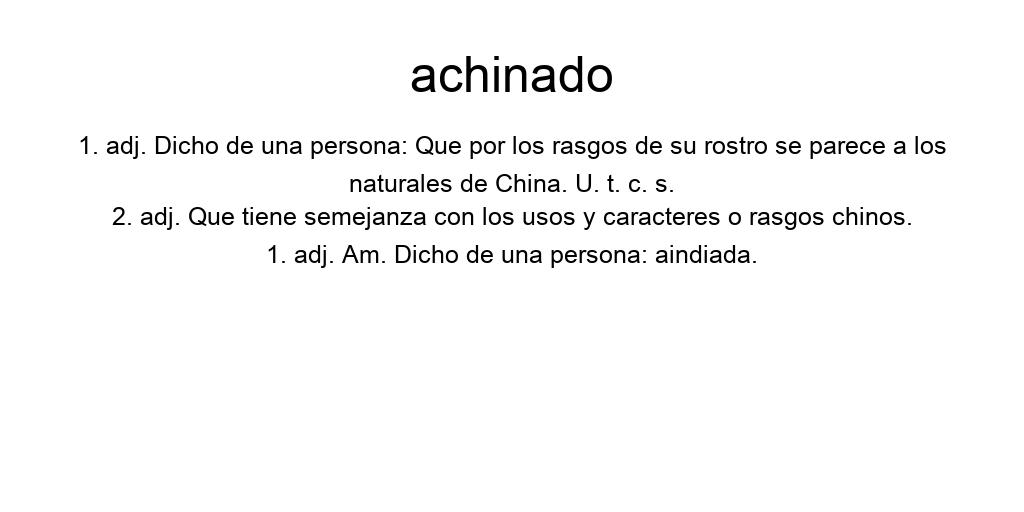 achinado
1. adj. Dicho de una persona: Que por los rasgos de su rostro se parece a los
naturales de China. U. t. c. s.
2. adj. Que tiene semejanza con los usos y caracteres o rasgos chinos.
1. adj. Am. Dicho de una persona: aindiada.